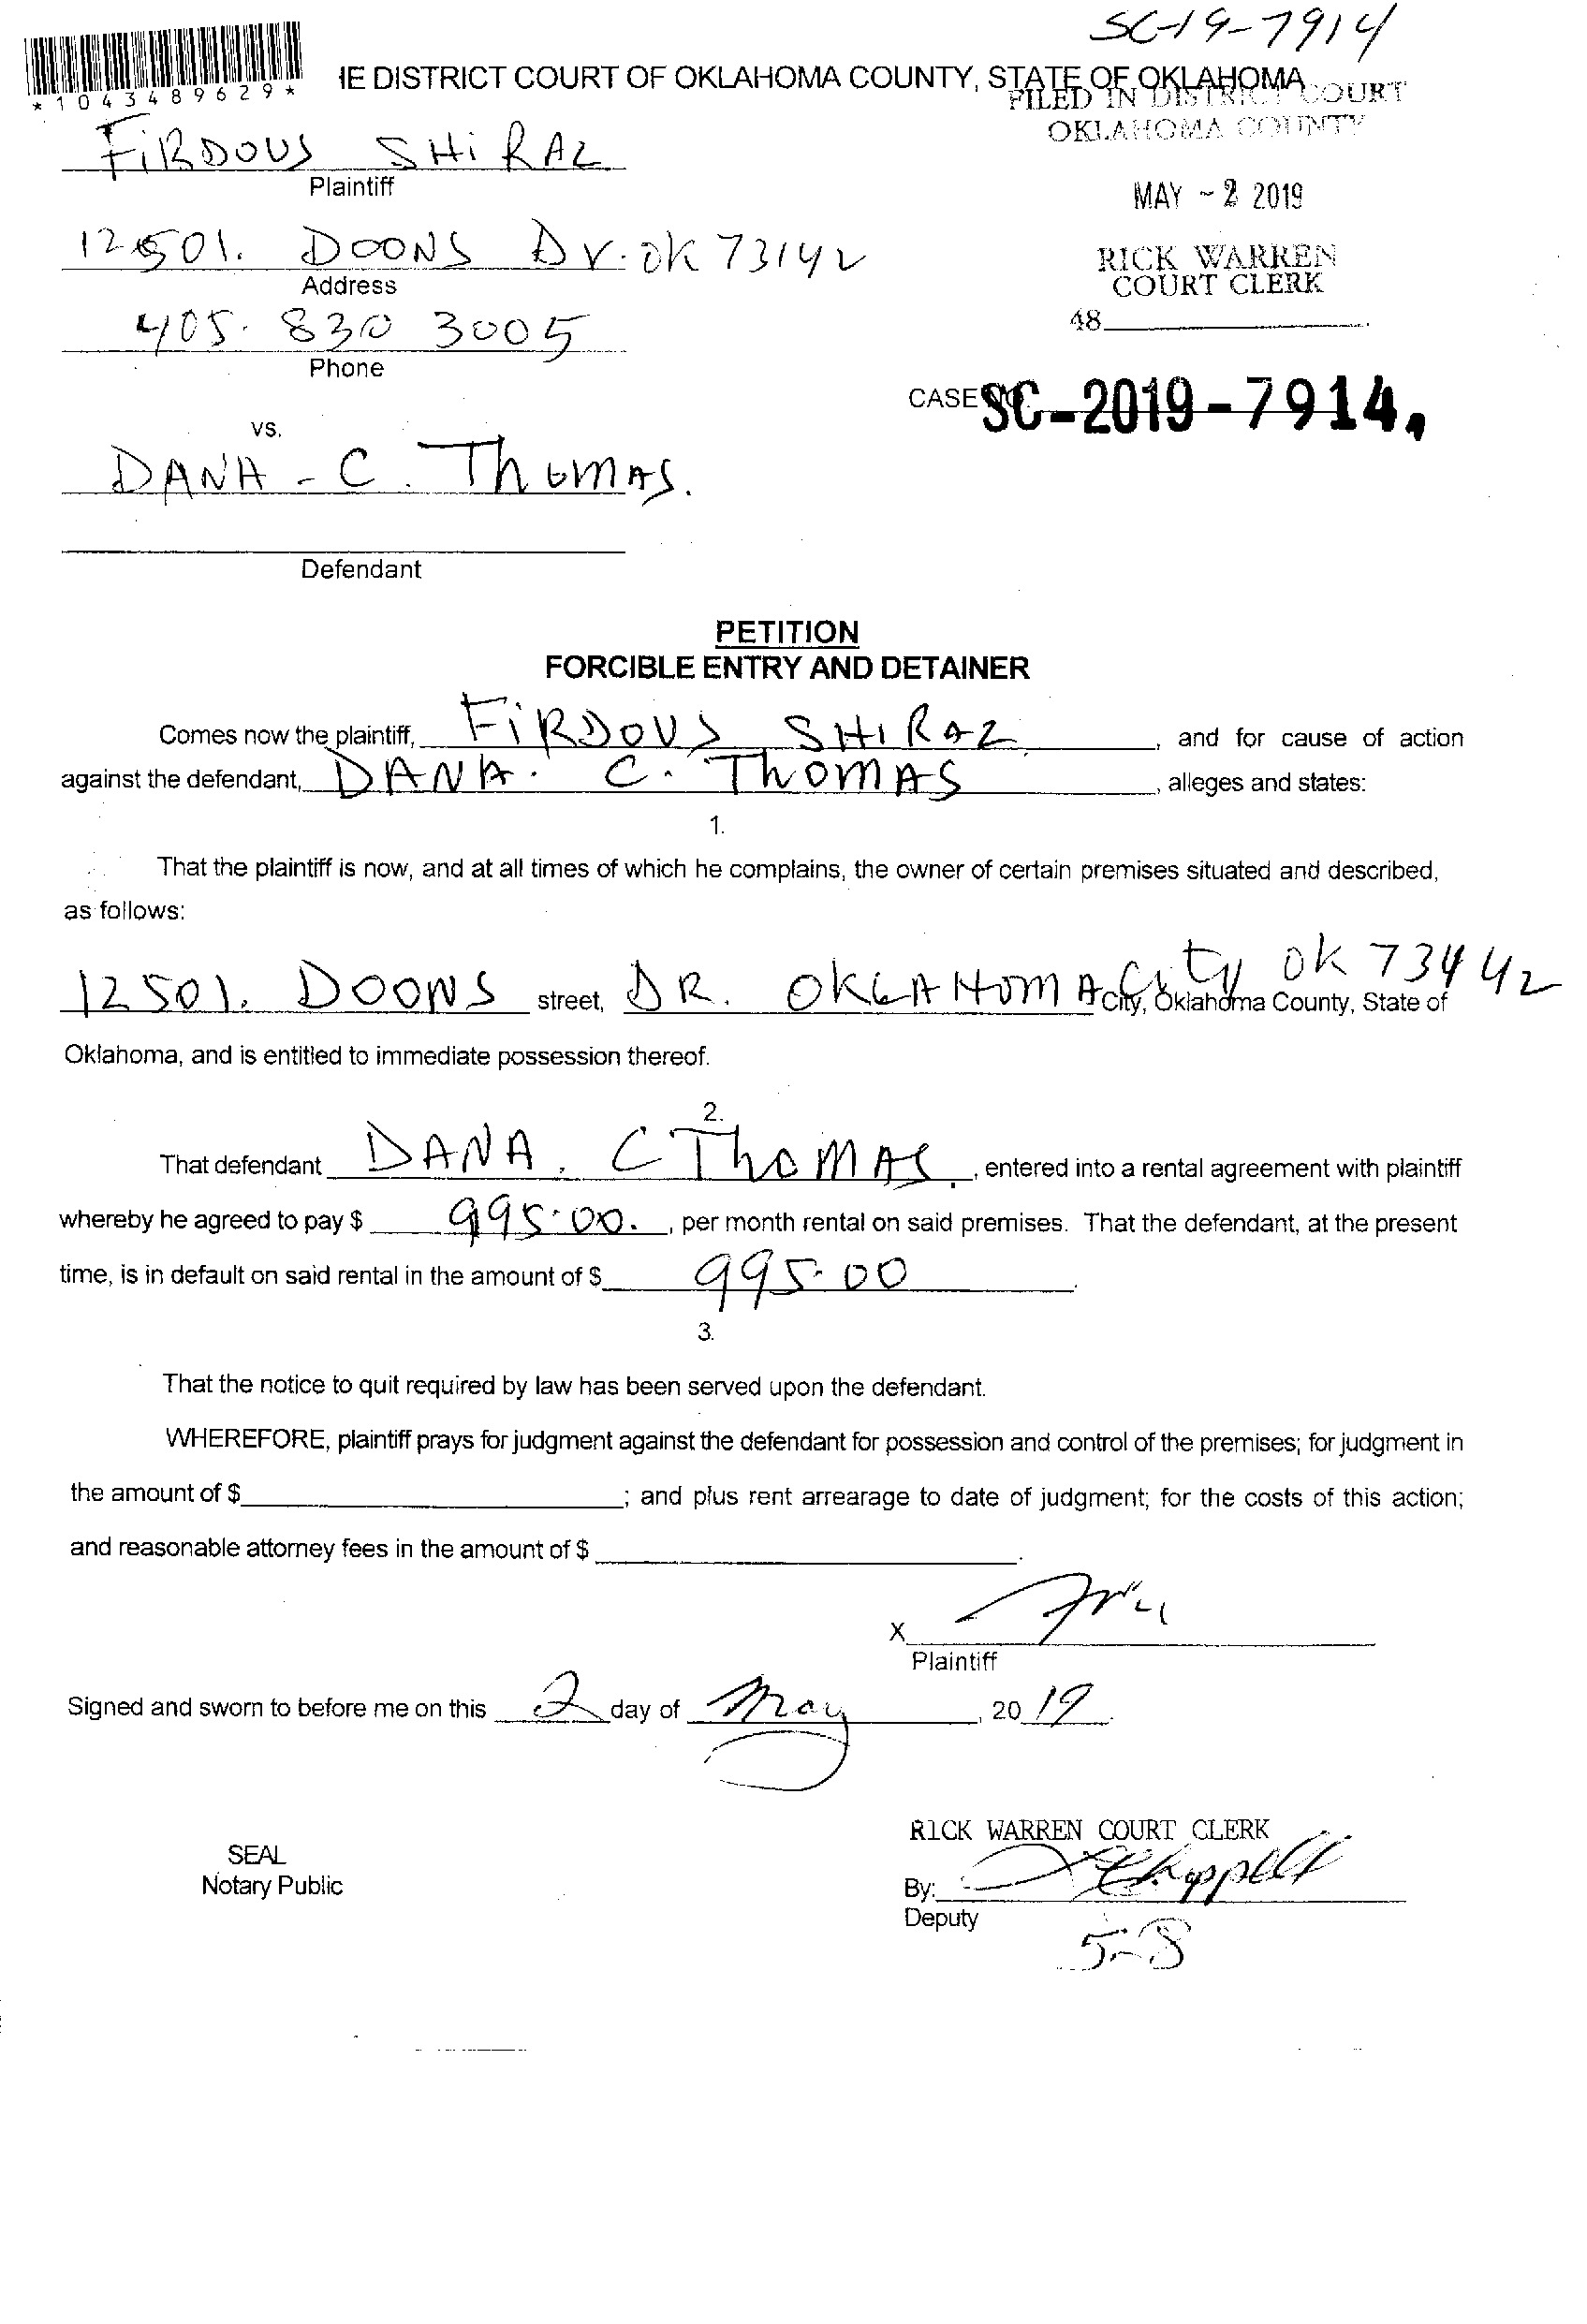 SC-19-7914
*1043489629*
IE DISTRICT COURT OF OKLAHOMA COUNTY, STATE OF OKLAHOMA
FILED IN DISTRICT COURT
OKLAHOMA COUNTY
FIRDOUS SHIRAZ
Plaintiff
MAY - 2 2019
12501. DOONS Dr. OK 73142
Address
RICK WARREN
COURT CLERK
405. 830 3005
Phone
48
CASE NO. SC-2019-7914
vs.
DANA - C. Thomas.
Defendant
PETITION
FORCIBLE ENTRY AND DETAINER
Comes now the plaintiff, FIRDOUS SHIRAZ, and for cause of action
against the defendant, DANA. C. THOMAS, alleges and states:
1.
That the plaintiff is now, and at all times of which he complains, the owner of certain premises situated and described,
as follows:
12501. DOONS street, DR. OKLAHOMA City OK 73442 City, Oklahoma County, State of
Oklahoma, and is entitled to immediate possession thereof.
2.
That defendant DANA. C THOMAS., entered into a rental agreement with plaintiff
whereby he agreed to pay $ 995.00., per month rental on said premises. That the defendant, at the present
time, is in default on said rental in the amount of $ 995.00.
3.
That the notice to quit required by law has been served upon the defendant.
WHEREFORE, plaintiff prays for judgment against the defendant for possession and control of the premises; for judgment in
the amount of $; and plus rent arrearage to date of judgment; for the costs of this action;
and reasonable attorney fees in the amount of $.
X
Plaintiff
Signed and sworn to before me on this 2 day of May, 2019.
RICK WARREN COURT CLERK
SEAL
Notary Public
By: Chappell
Deputy
5-8